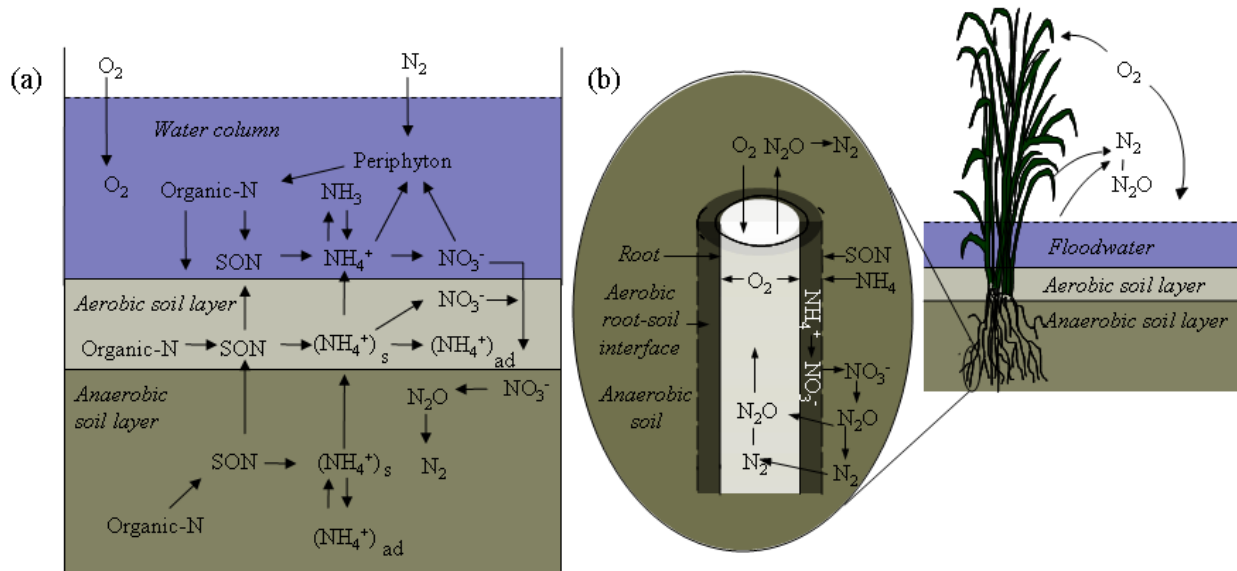 (a)
O₂
N₂
Water column
Periphyton
O₂
Organic-N
NH₃
SON
NH₄⁺
NO₃⁻
Aerobic soil layer
NO₃⁻
Organic-N
SON
(NH₄⁺)s
(NH₄⁺)ad
Anaerobic
soil layer
N₂O
NO₃⁻
SON
(NH₄⁺)s
N₂
Organic-N
(NH₄⁺)ad
(b)
O₂
N₂O
N₂
Root
SON
O₂
NH₄
Aerobic
root-soil
interface
NH₄⁺
NO₃⁻
NO₃⁻
Anaerobic
soil
N₂O
N₂O
N₂
N₂
O₂
N₂
N₂O
Floodwater
Aerobic soil layer
Anaerobic soil layer